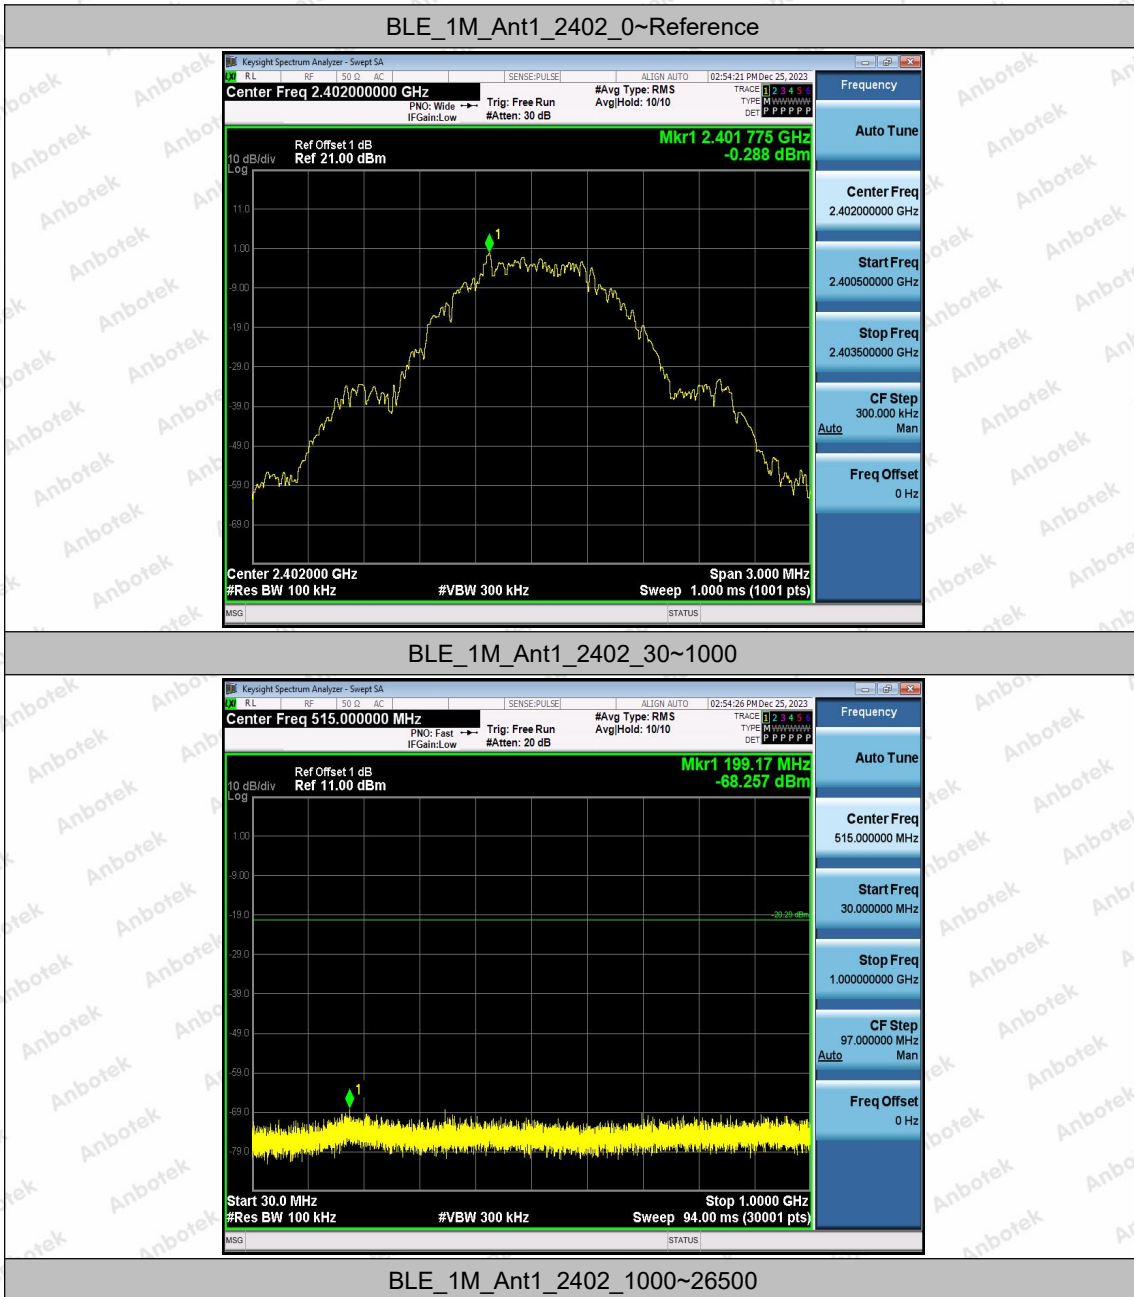 BLE_1M_Ant1_2402_0~Reference
Keysight Spectrum Analyzer - Swept SA
LXI RL RF 50 Ω AC SENSE:PULSE ALIGN AUTO 02:54:21 PM Dec 25, 2023
Center Freq 2.402000000 GHz #Avg Type: RMS TRACE 1 2 3 4 5 6
PNO: Wide Trig: Free Run Avg|Hold: 10/10 TYPE M W W W W W
IFGain:Low #Atten: 30 dB DET P P P P P P
Mkr1 2.401 775 GHz
-0.288 dBm
Ref Offset 1 dB
10 dB/div Ref 21.00 dBm
Log
11.0
1.00
-9.00
-19.0
-29.0
-39.0
-49.0
-59.0
-69.0
1
Center 2.402000 GHz Span 3.000 MHz
#Res BW 100 kHz #VBW 300 kHz Sweep 1.000 ms (1001 pts)
MSG STATUS
Frequency
Auto Tune
Center Freq
2.402000000 GHz
Start Freq
2.400500000 GHz
Stop Freq
2.403500000 GHz
CF Step
300.000 kHz
Auto Man
Freq Offset
0 Hz
BLE_1M_Ant1_2402_30~1000
Keysight Spectrum Analyzer - Swept SA
LXI RL RF 50 Ω AC SENSE:PULSE ALIGN AUTO 02:54:26 PM Dec 25, 2023
Center Freq 515.000000 MHz #Avg Type: RMS TRACE 1 2 3 4 5 6
PNO: Fast Trig: Free Run Avg|Hold: 10/10 TYPE M W W W W W
IFGain:Low #Atten: 20 dB DET P P P P P P
Mkr1 199.17 MHz
-68.257 dBm
Ref Offset 1 dB
10 dB/div Ref 11.00 dBm
Log
1.00
-9.00
-19.0
-20.29 dBm
-29.0
-39.0
-49.0
-59.0
-69.0
-79.0
1
Start 30.0 MHz Stop 1.0000 GHz
#Res BW 100 kHz #VBW 300 kHz Sweep 94.00 ms (30001 pts)
MSG STATUS
Frequency
Auto Tune
Center Freq
515.000000 MHz
Start Freq
30.000000 MHz
Stop Freq
1.000000000 GHz
CF Step
97.000000 MHz
Auto Man
Freq Offset
0 Hz
BLE_1M_Ant1_2402_1000~26500
Anbotek